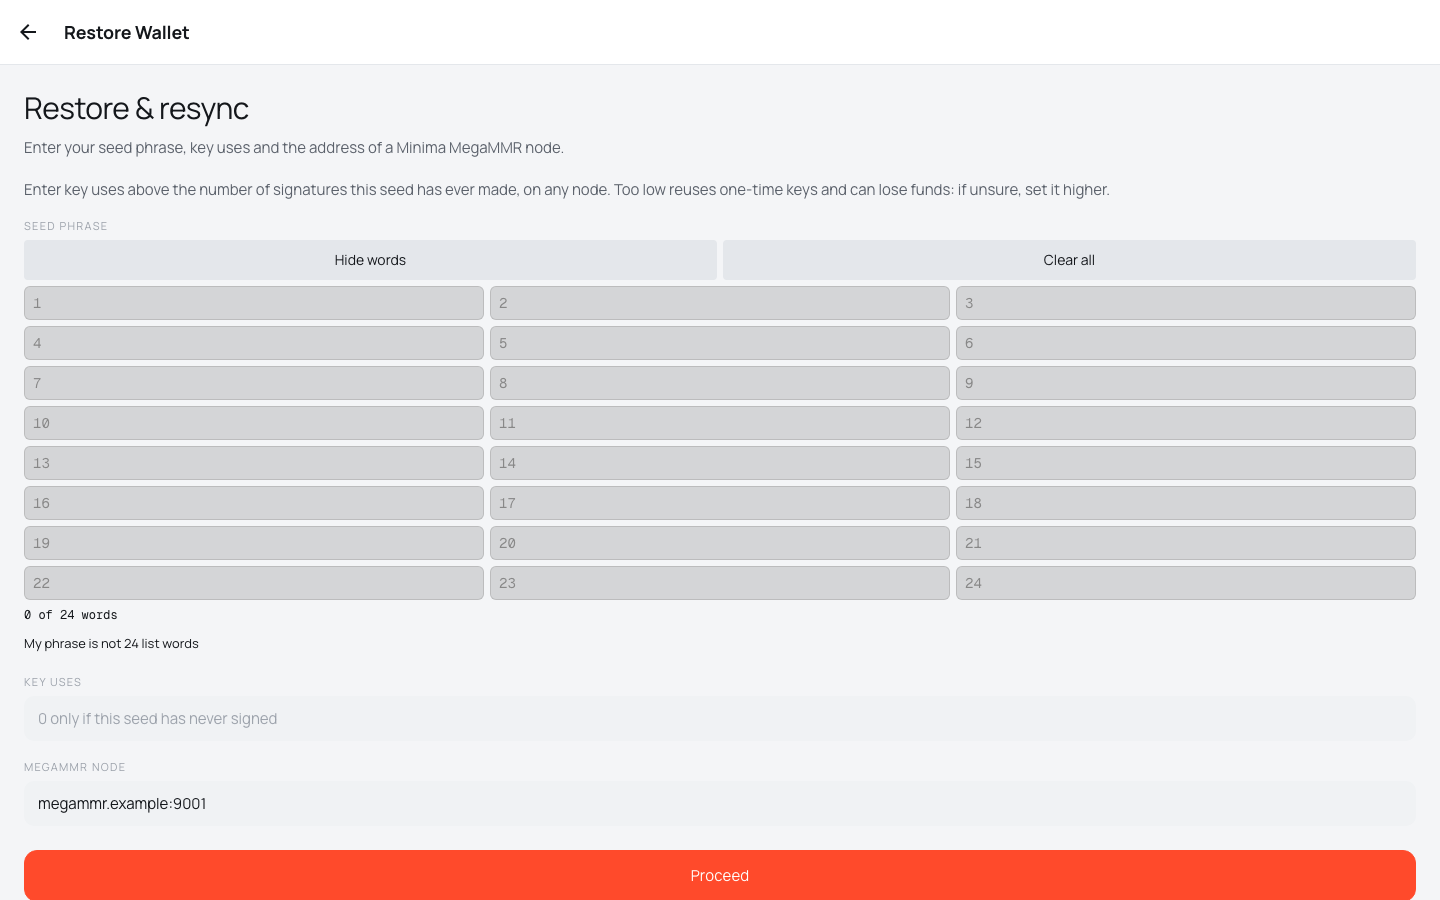 Restore Wallet
Restore & resync
Enter your seed phrase, key uses and the address of a Minima MegaMMR node.
Enter key uses above the number of signatures this seed has ever made, on any node. Too low reuses one-time keys and can lose funds: if unsure, set it higher.
SEED PHRASE
Hide words Clear all
1 2 3
4 5 6
7 8 9
10 11 12
13 14 15
16 17 18
19 20 21
22 23 24
0 of 24 words
My phrase is not 24 list words
KEY USES
0 only if this seed has never signed
MEGAMMR NODE
megammr.example:9001
Proceed